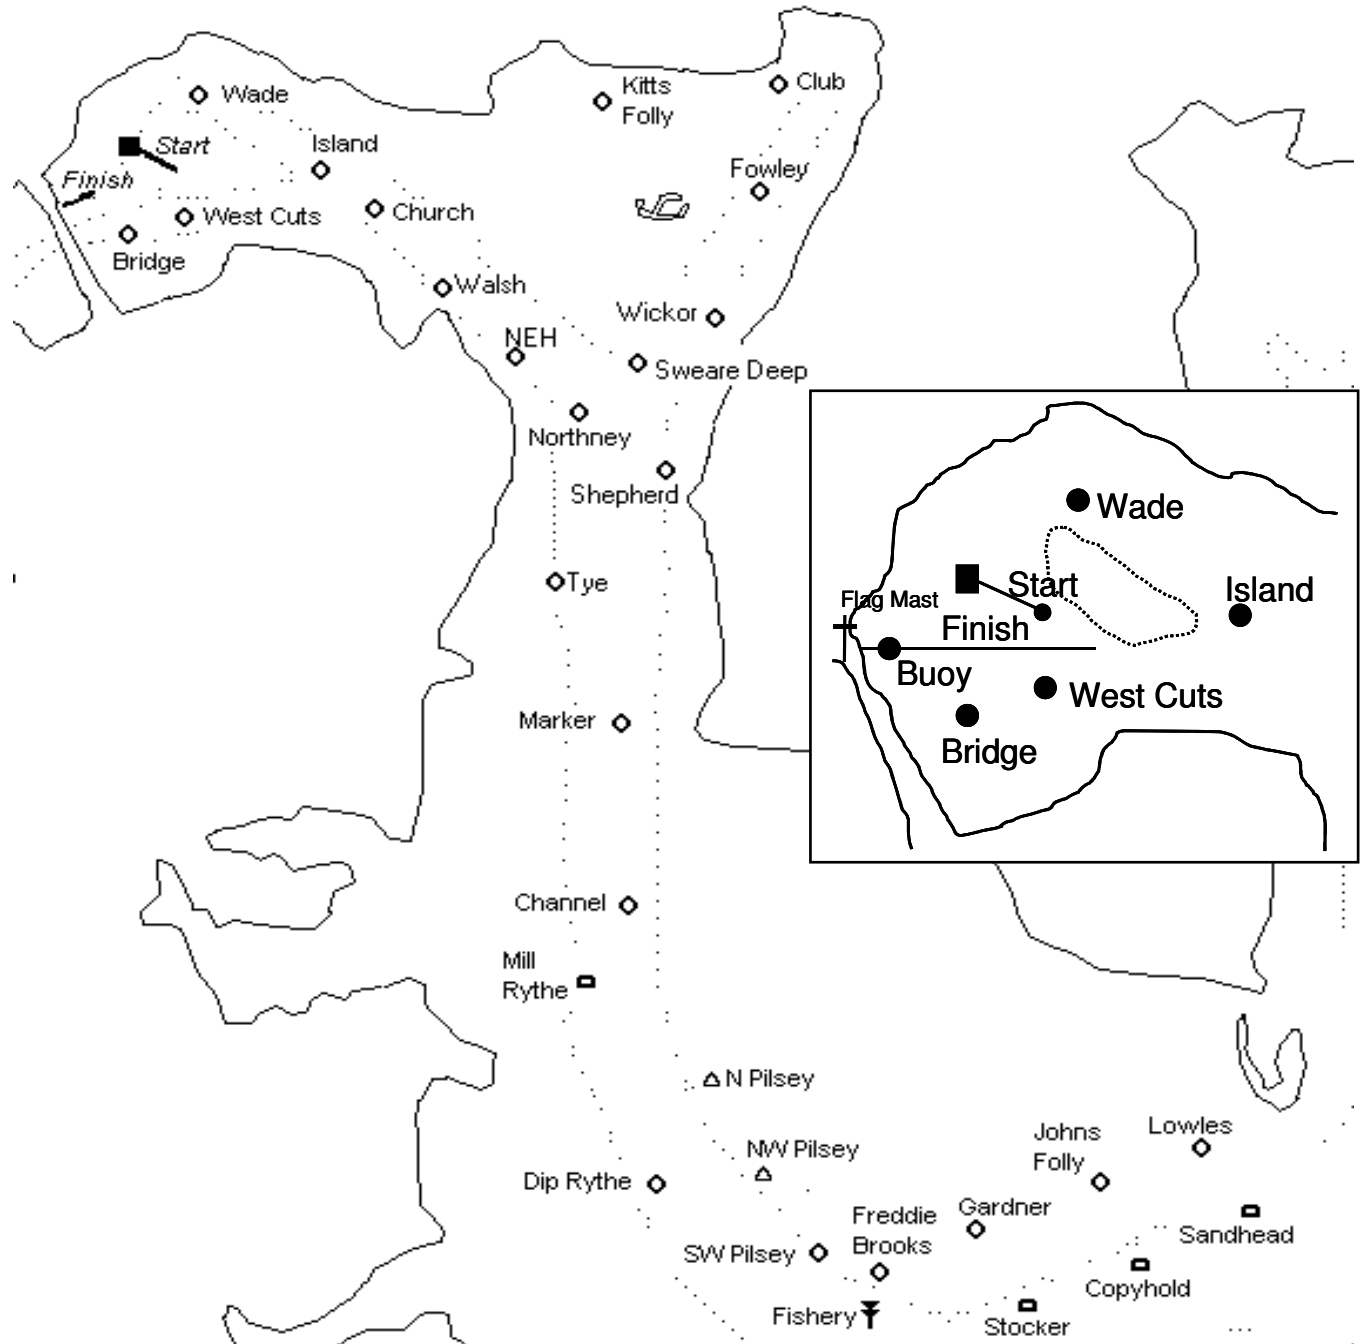 Wade
Kitts
Folly
Club
Start
Island
Fowley
Finish
West Cuts
Church
Bridge
Walsh
Wickor
NEH
Sweare Deep
Northney
Shepherd
Wade
Tye
Start
Island
Flag Mast
Finish
Buoy
West Cuts
Bridge
Marker
Channel
Mill
Rythe
N Pilsey
Johns
Folly
Lowles
NW Pilsey
Dip Rythe
Freddie
Brooks
Gardner
Sandhead
SW Pilsey
Copyhold
Fishery
Stocker